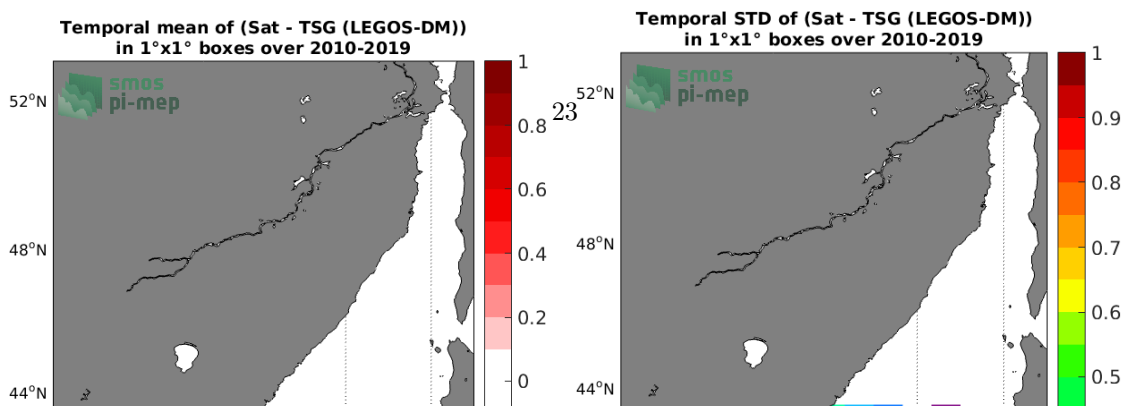 Temporal mean of (Sat - TSG (LEGOS-DM))
in 1°x1° boxes over 2010-2019
smos
pi-mep
52°N
48°N
44°N
1
0.8
0.6
0.4
0.2
0
23
Temporal STD of (Sat - TSG (LEGOS-DM))
in 1°x1° boxes over 2010-2019
smos
pi-mep
52°N
48°N
44°N
1
0.9
0.8
0.7
0.6
0.5